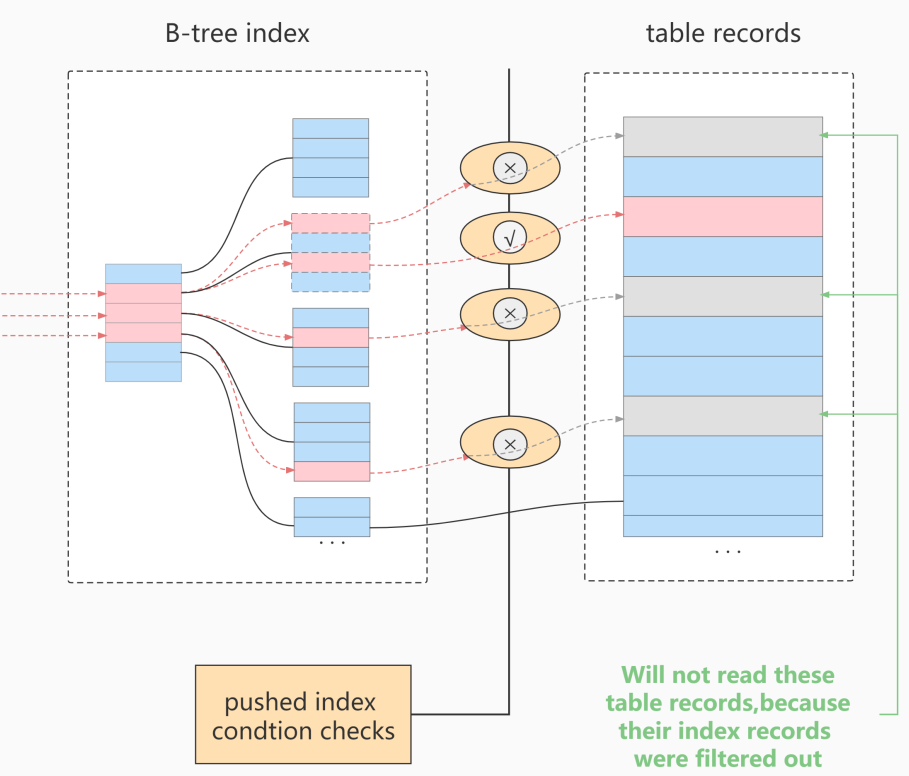 B-tree index
table records
×
√
×
×
. . .
. . .
pushed index
condtion checks
Will not read these
table records,because
their index records
were filtered out